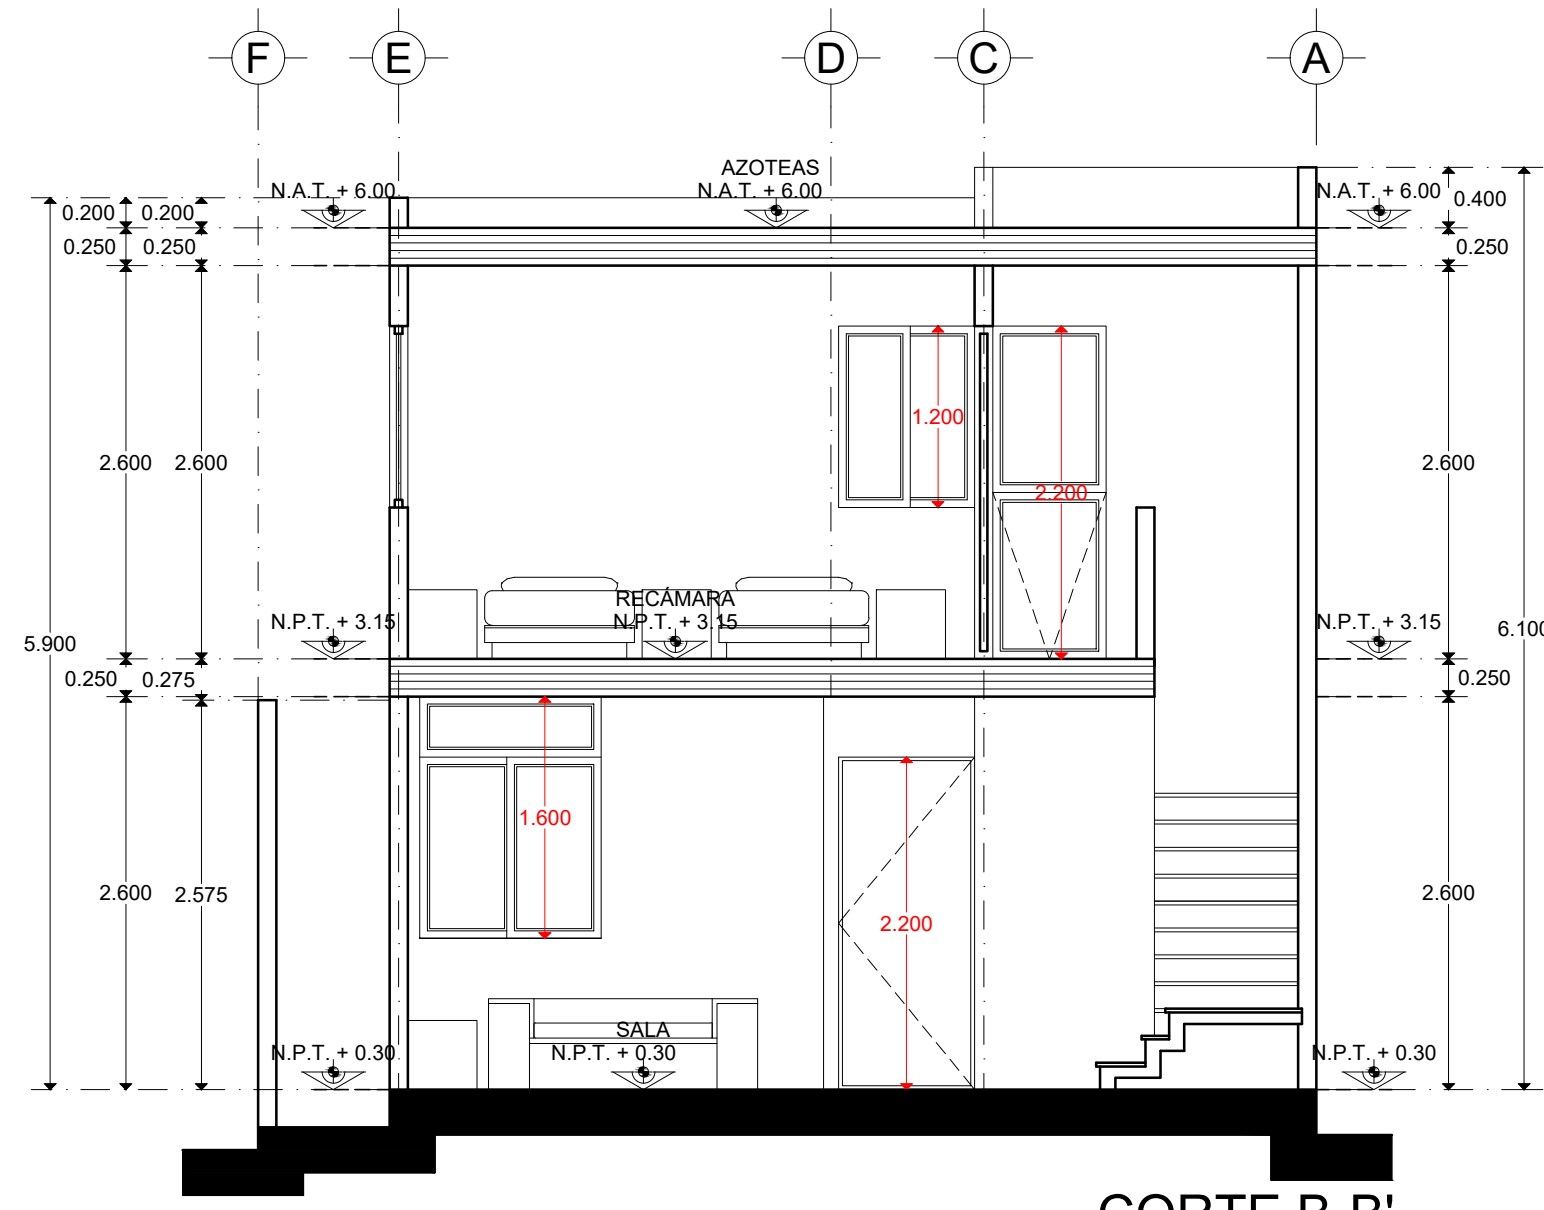 F E D C A
AZOTEAS
N.A.T. + 6.00 N.A.T. + 6.00 N.A.T. + 6.00
0.200 0.200 0.400
0.250 0.250 0.250
1.200
2.600 2.600 2.600
2.200
RECÁMARA
N.P.T. + 3.15 N.P.T. + 3.15 N.P.T. + 3.15
5.900 6.100
0.250 0.275 0.250
1.600
2.600 2.575 2.600
2.200
SALA
N.P.T. + 0.30 N.P.T. + 0.30 N.P.T. + 0.30
CORTE B-B'